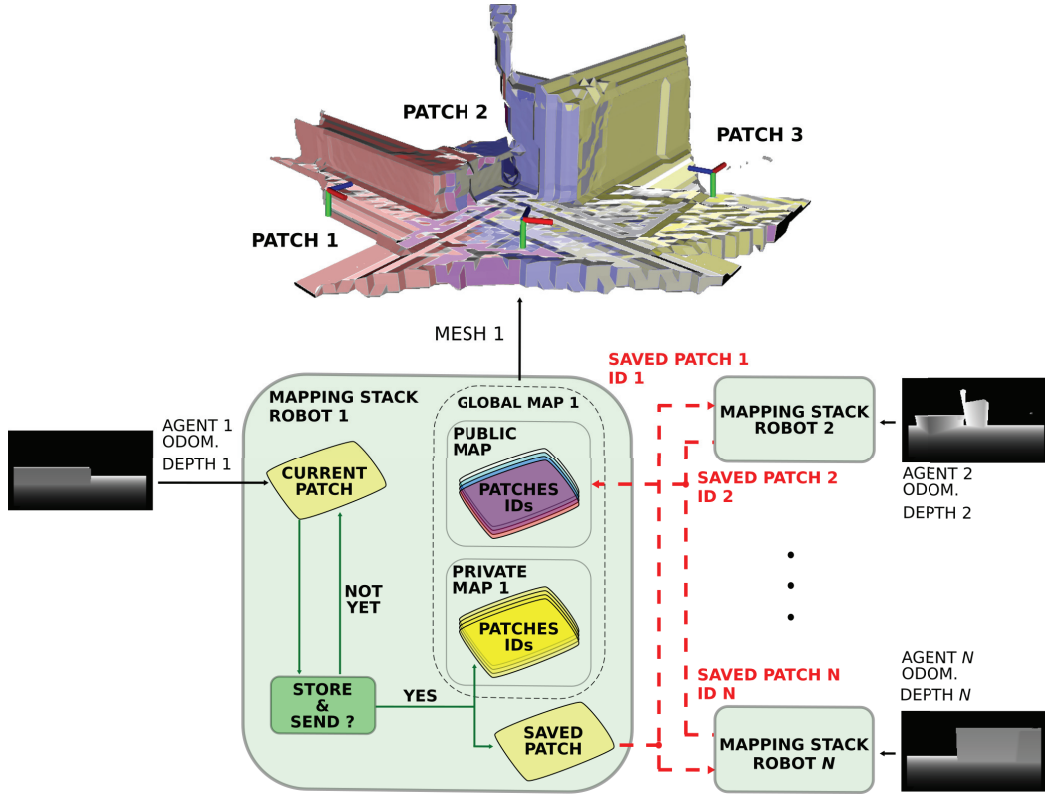 PATCH 2
PATCH 3
PATCH 1
MESH 1
SAVED PATCH 1
ID 1
MAPPING STACK
ROBOT 1
GLOBAL MAP 1
AGENT 1
ODOM.
DEPTH 1
CURRENT
PATCH
PUBLIC
MAP
PATCHES
IDs
MAPPING STACK
ROBOT 2
SAVED PATCH 2
ID 2
AGENT 2
ODOM.
DEPTH 2
NOT
YET
PRIVATE
MAP 1
PATCHES
IDs
STORE
&
SEND ?
YES
SAVED
PATCH
SAVED PATCH N
ID N
AGENT N
ODOM.
DEPTH N
MAPPING STACK
ROBOT N